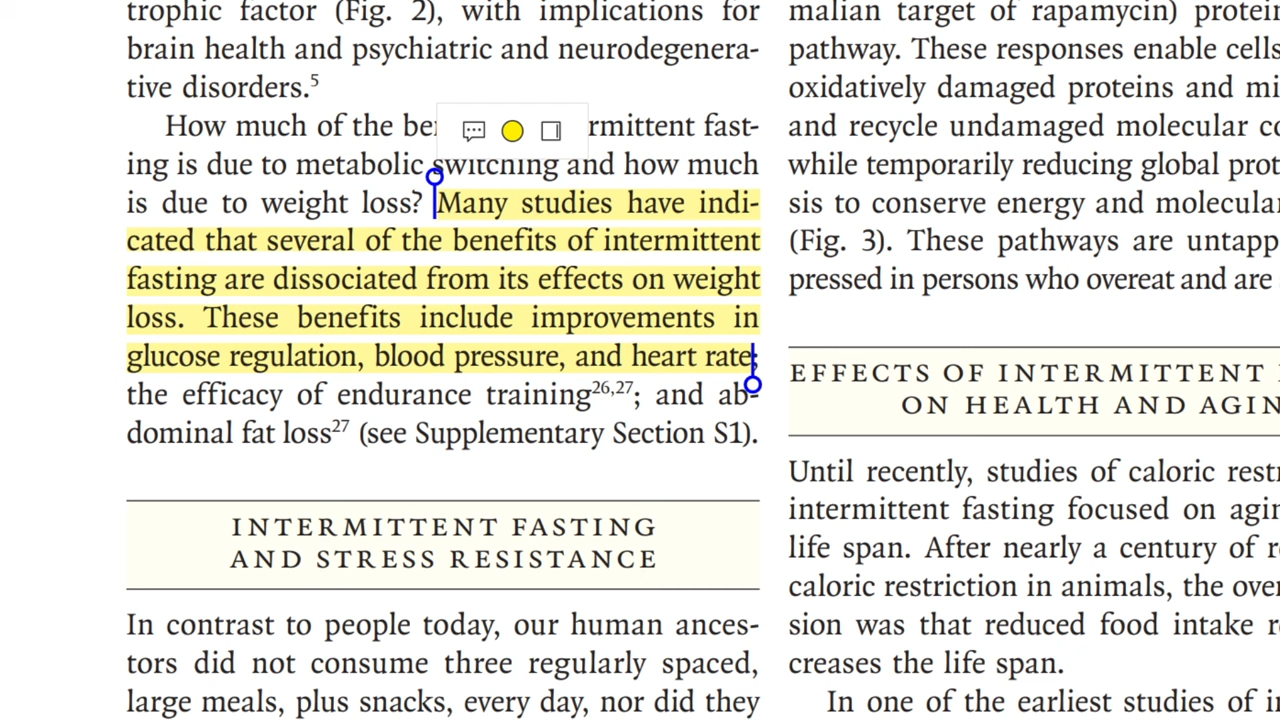 trophic factor (Fig. 2), with implications for
brain health and psychiatric and neurodegenera-
tive disorders.5
How much of the rmittent fast-
ing is due to metabolic switching and how much
is due to weight loss? Many studies have indi-
cated that several of the benefits of intermittent
fasting are dissociated from its effects on weight
loss. These benefits include improvements in
glucose regulation, blood pressure, and heart rate;
the efficacy of endurance training26,27; and ab-
dominal fat loss27 (see Supplementary Section S1).
INTERMITTENT FASTING
AND STRESS RESISTANCE
In contrast to people today, our human ances-
tors did not consume three regularly spaced,
large meals, plus snacks, every day, nor did they
malian target of rapamycin) protein
pathway. These responses enable cells
oxidatively damaged proteins and mi
and recycle undamaged molecular co
while temporarily reducing global prot
sis to conserve energy and molecular
(Fig. 3). These pathways are untapp
pressed in persons who overeat and are
EFFECTS OF INTERMITTENT
ON HEALTH AND AGIN
Until recently, studies of caloric restr
intermittent fasting focused on agin
life span. After nearly a century of r
caloric restriction in animals, the over
sion was that reduced food intake r
creases the life span.
In one of the earliest studies of in